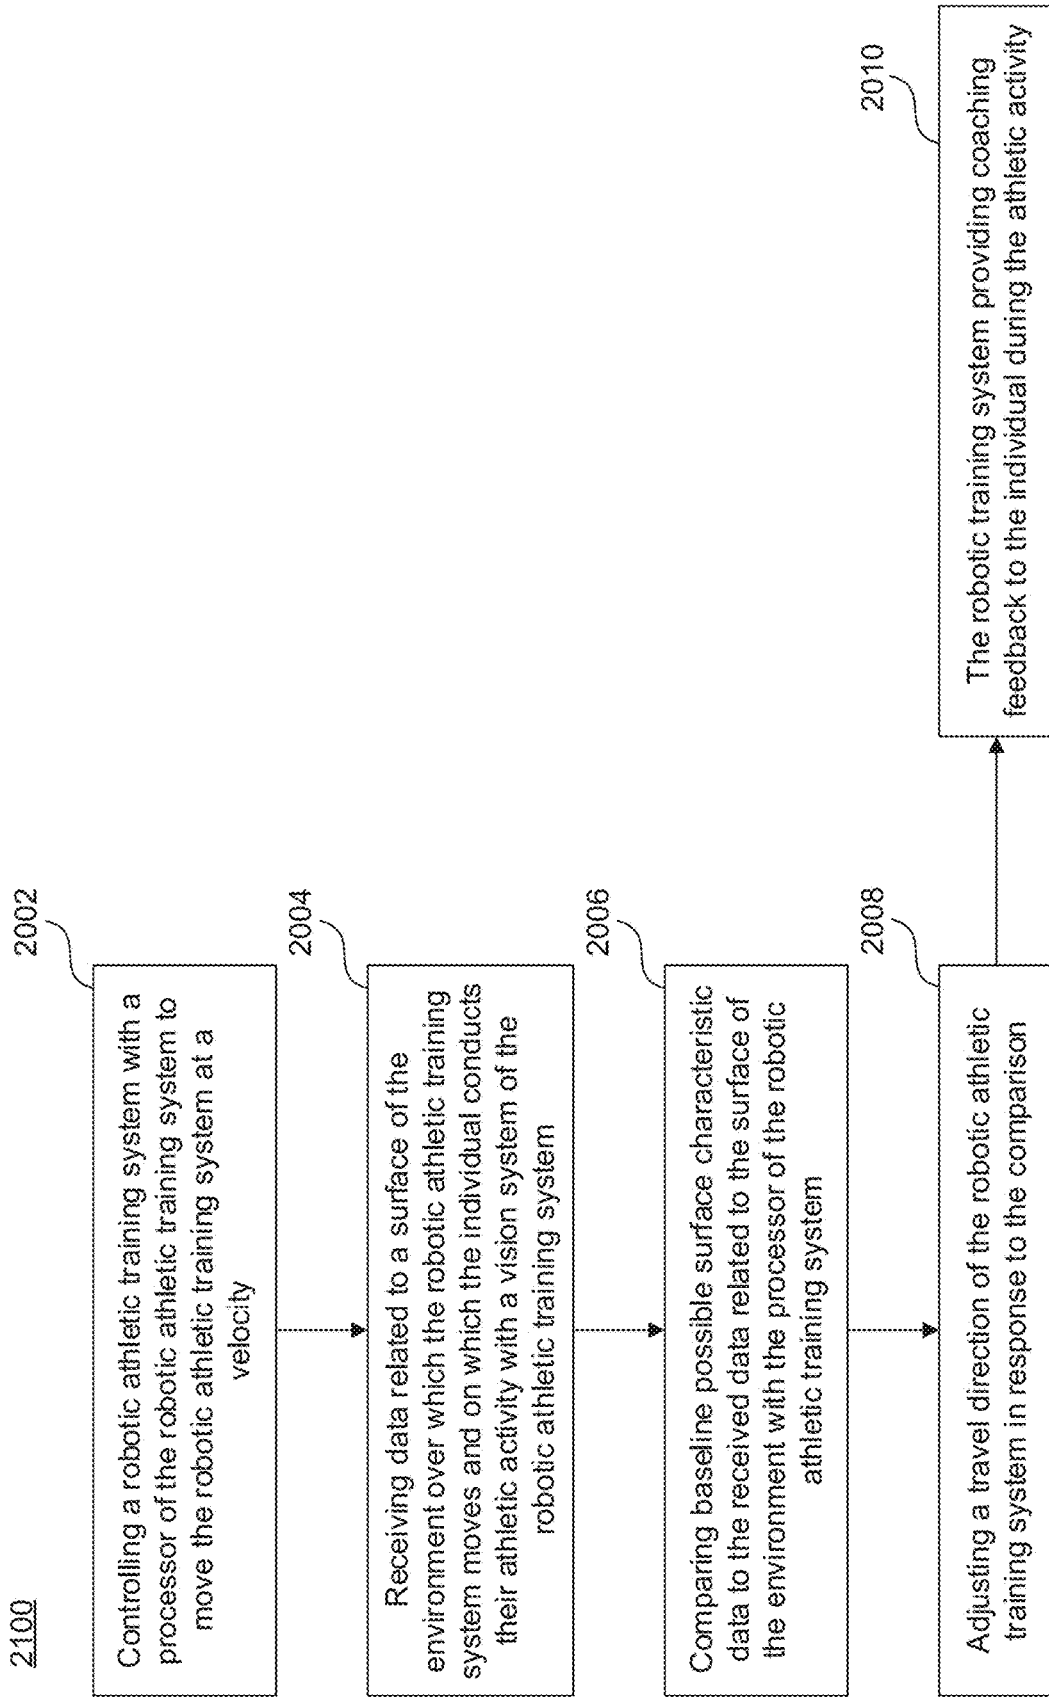 2100
2002
Controlling a robotic athletic training system with a
processor of the robotic athletic training system to
move the robotic athletic training system at a
velocity
2004
Receiving data related to a surface of the
environment over which the robotic athletic training
system moves and on which the individual conducts
their athletic activity with a vision system of the
robotic athletic training system
2006
Comparing baseline possible surface characteristic
data to the received data related to the surface of
the environment with the processor of the robotic
athletic training system
2008
Adjusting a travel direction of the robotic athletic
training system in response to the comparison
2010
The robotic training system providing coaching
feedback to the individual during the athletic activity